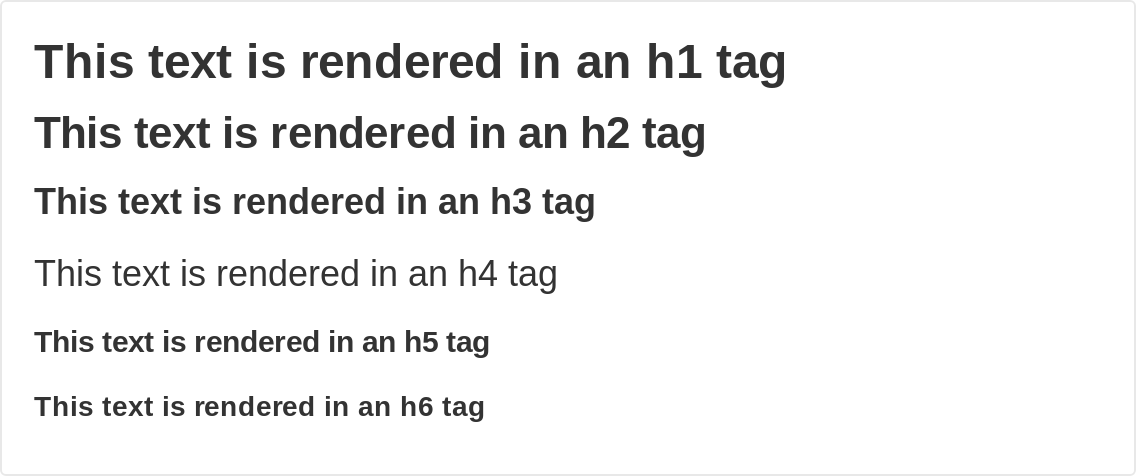 This text is rendered in an h1 tag
This text is rendered in an h2 tag
This text is rendered in an h3 tag
This text is rendered in an h4 tag
This text is rendered in an h5 tag
This text is rendered in an h6 tag